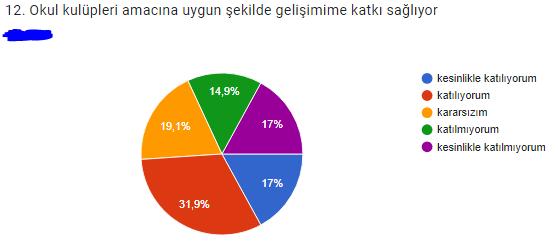 12. Okul kulüpleri amacına uygun şekilde gelişimime katkı sağlıyor
kesinlikle katılıyorum
katılıyorum
kararsızım
katılmıyorum
kesinlikle katılmıyorum
14,9%
17%
19,1%
17%
31,9%